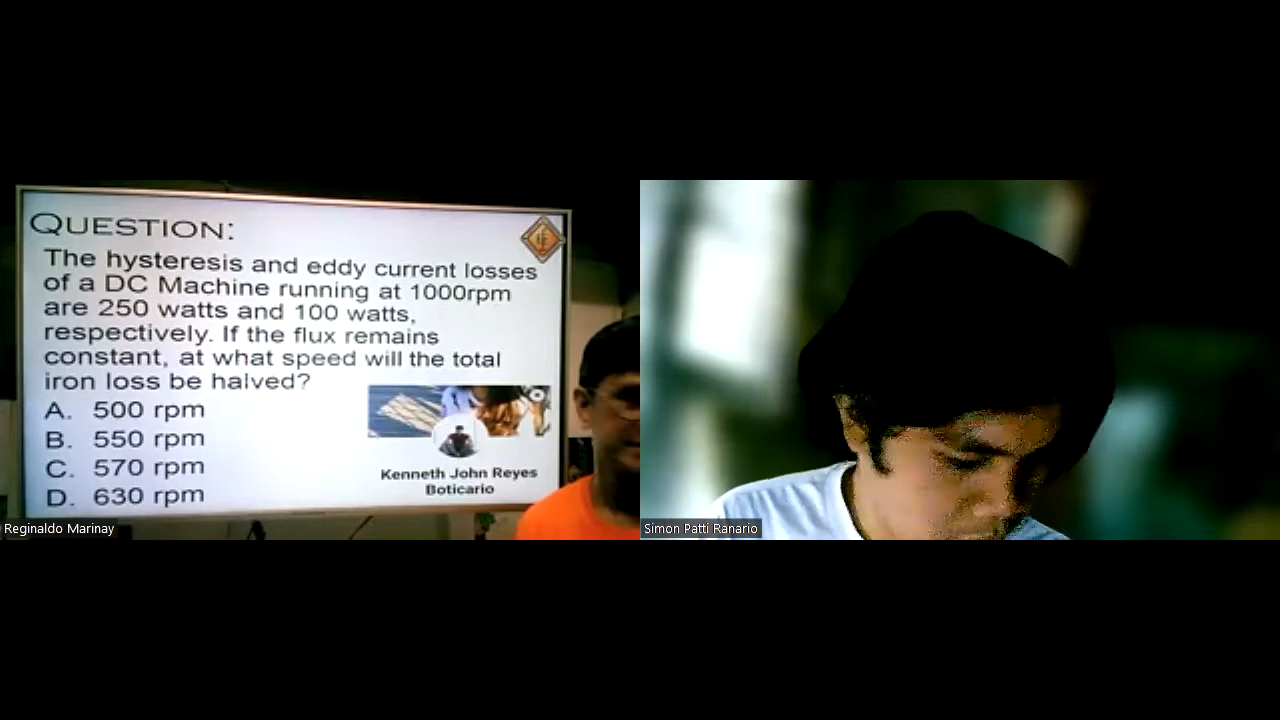 QUESTION:
The hysteresis and eddy current losses
of a DC Machine running at 1000rpm
are 250 watts and 100 watts,
respectively. If the flux remains
constant, at what speed will the total
iron loss be halved?
A. 500 rpm
B. 550 rpm
C. 570 rpm
D. 630 rpm
Kenneth John Reyes
Boticario
Reginaldo Marinay
Simon Patti Ranario